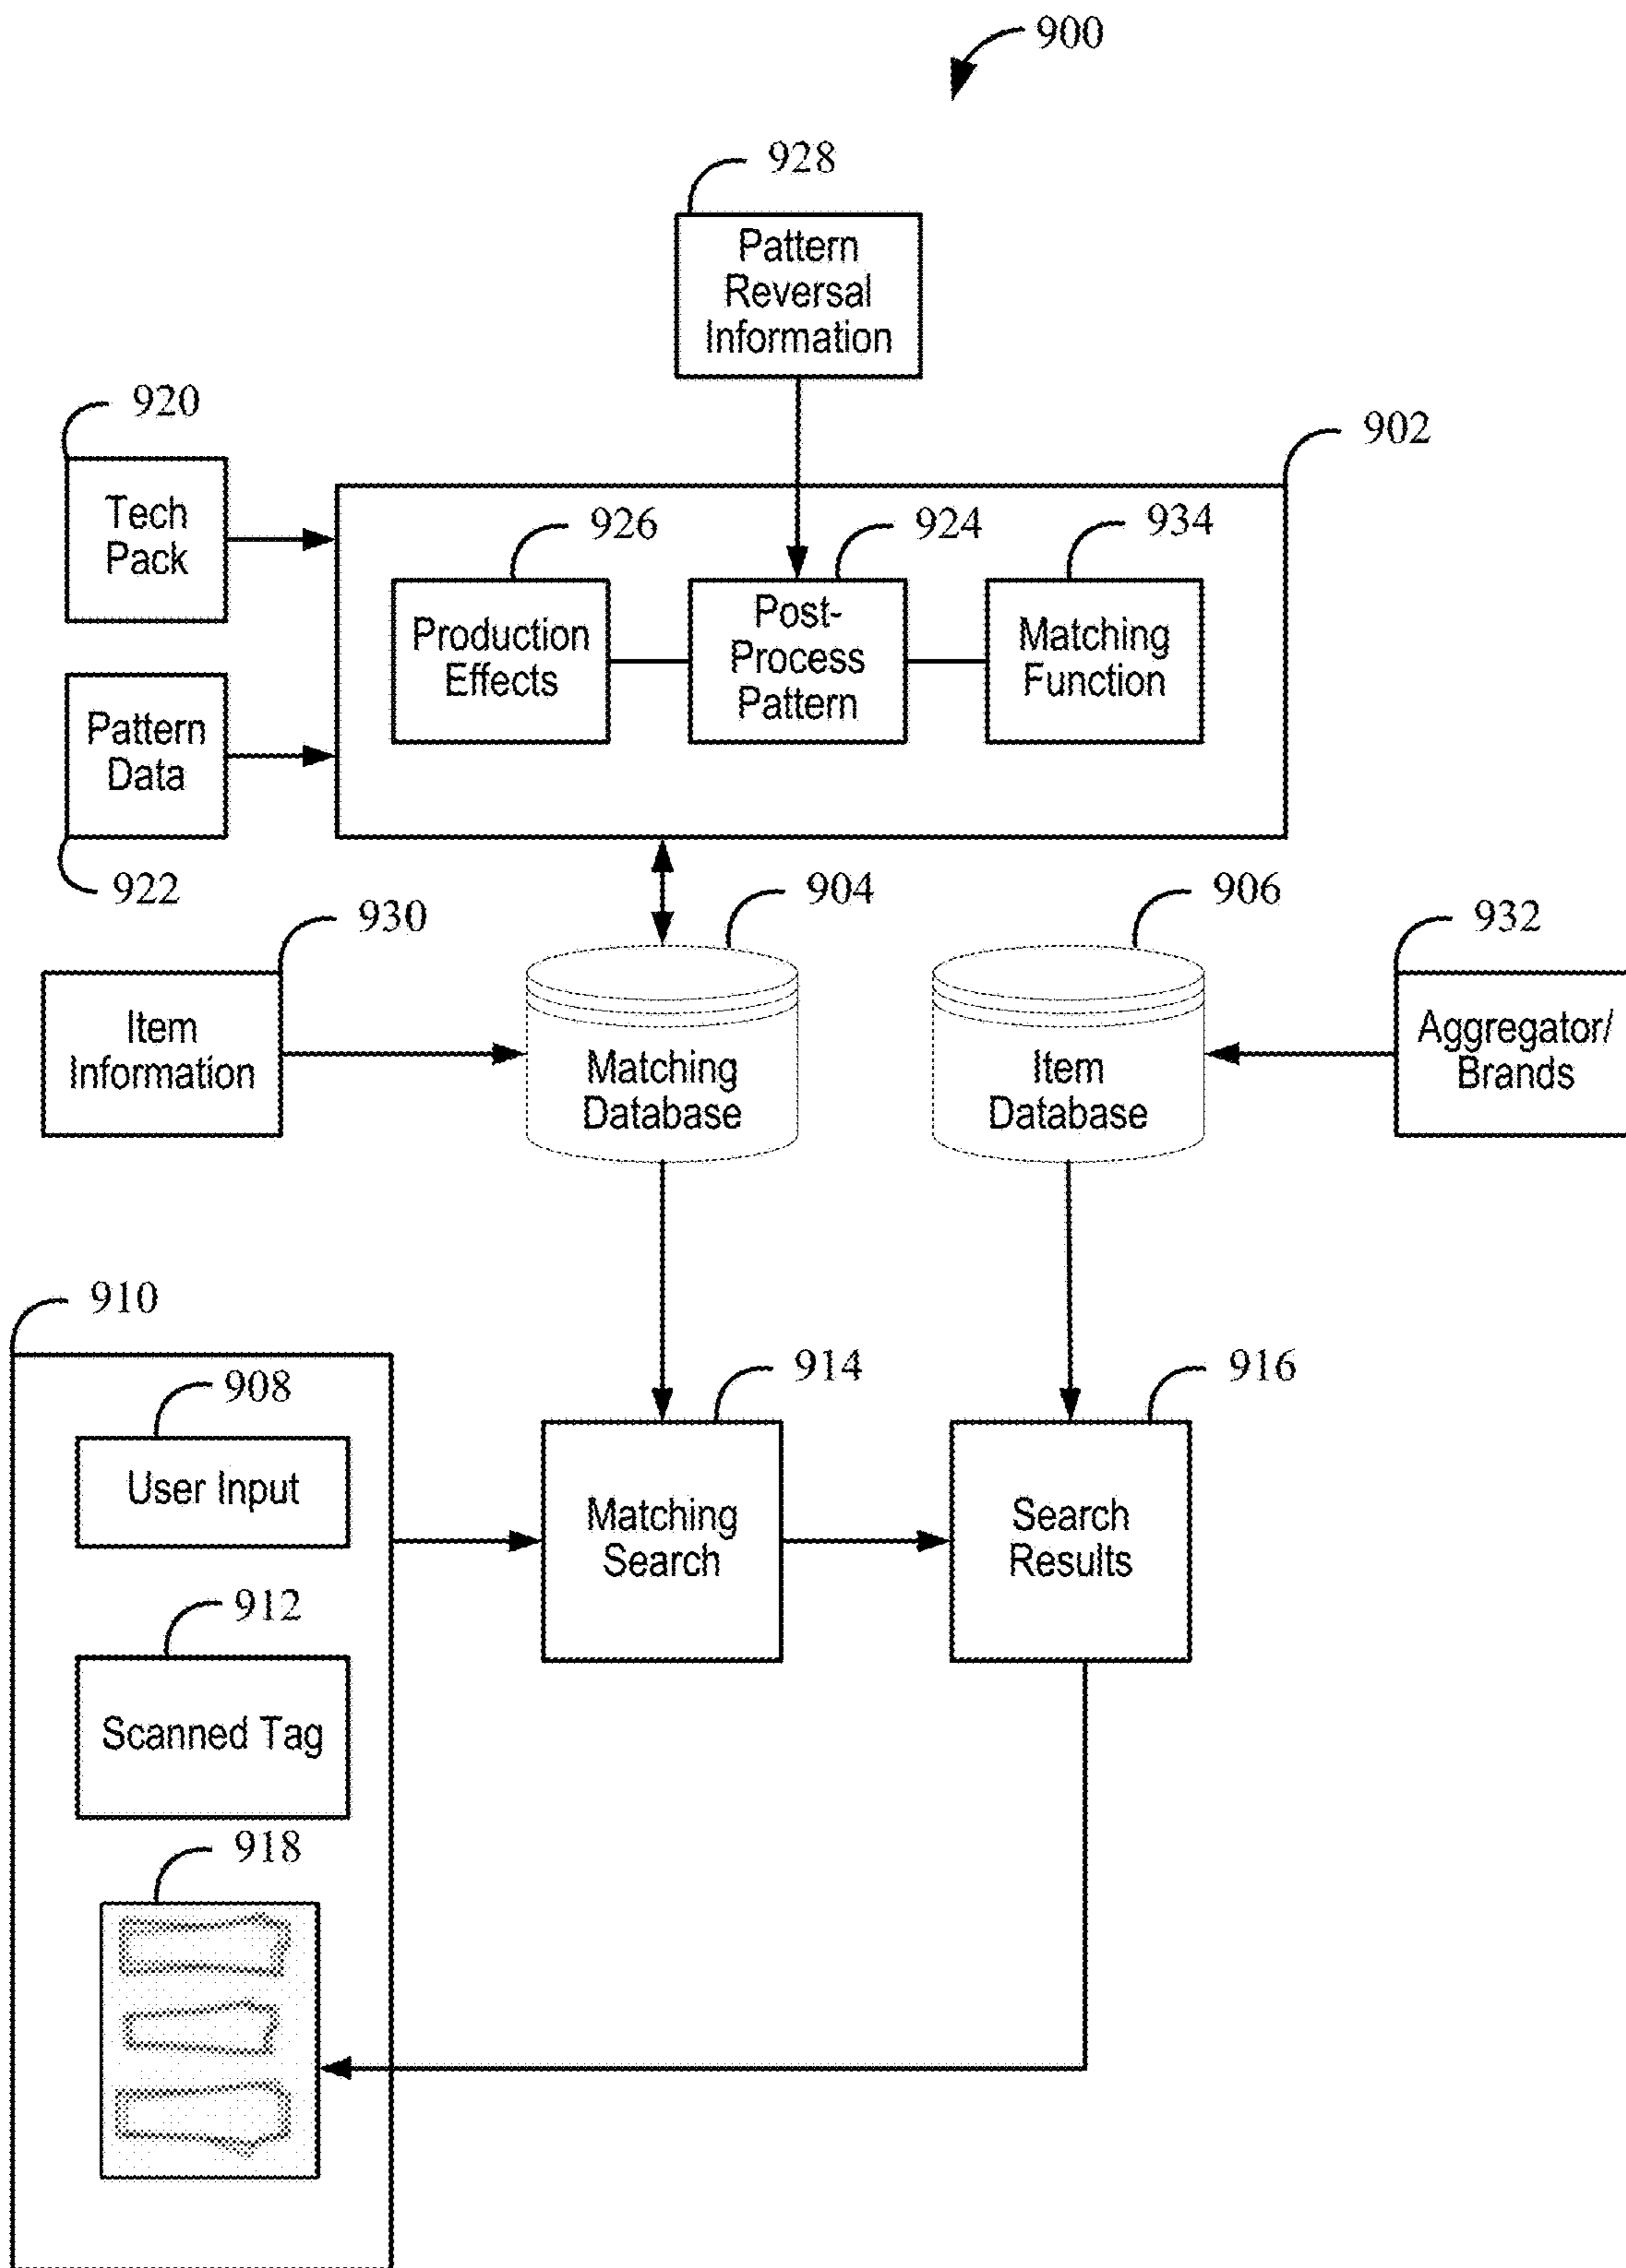 900
928
Pattern
Reversal
Information
920
902
Tech
Pack
926
924
934
Production
Effects
Post-
Process
Pattern
Matching
Function
Pattern
Data
922
904
906
930
932
Item
Information
Matching
Database
Item
Database
Aggregator/
Brands
910
908
914
916
User Input
Matching
Search
Search
Results
912
Scanned Tag
918